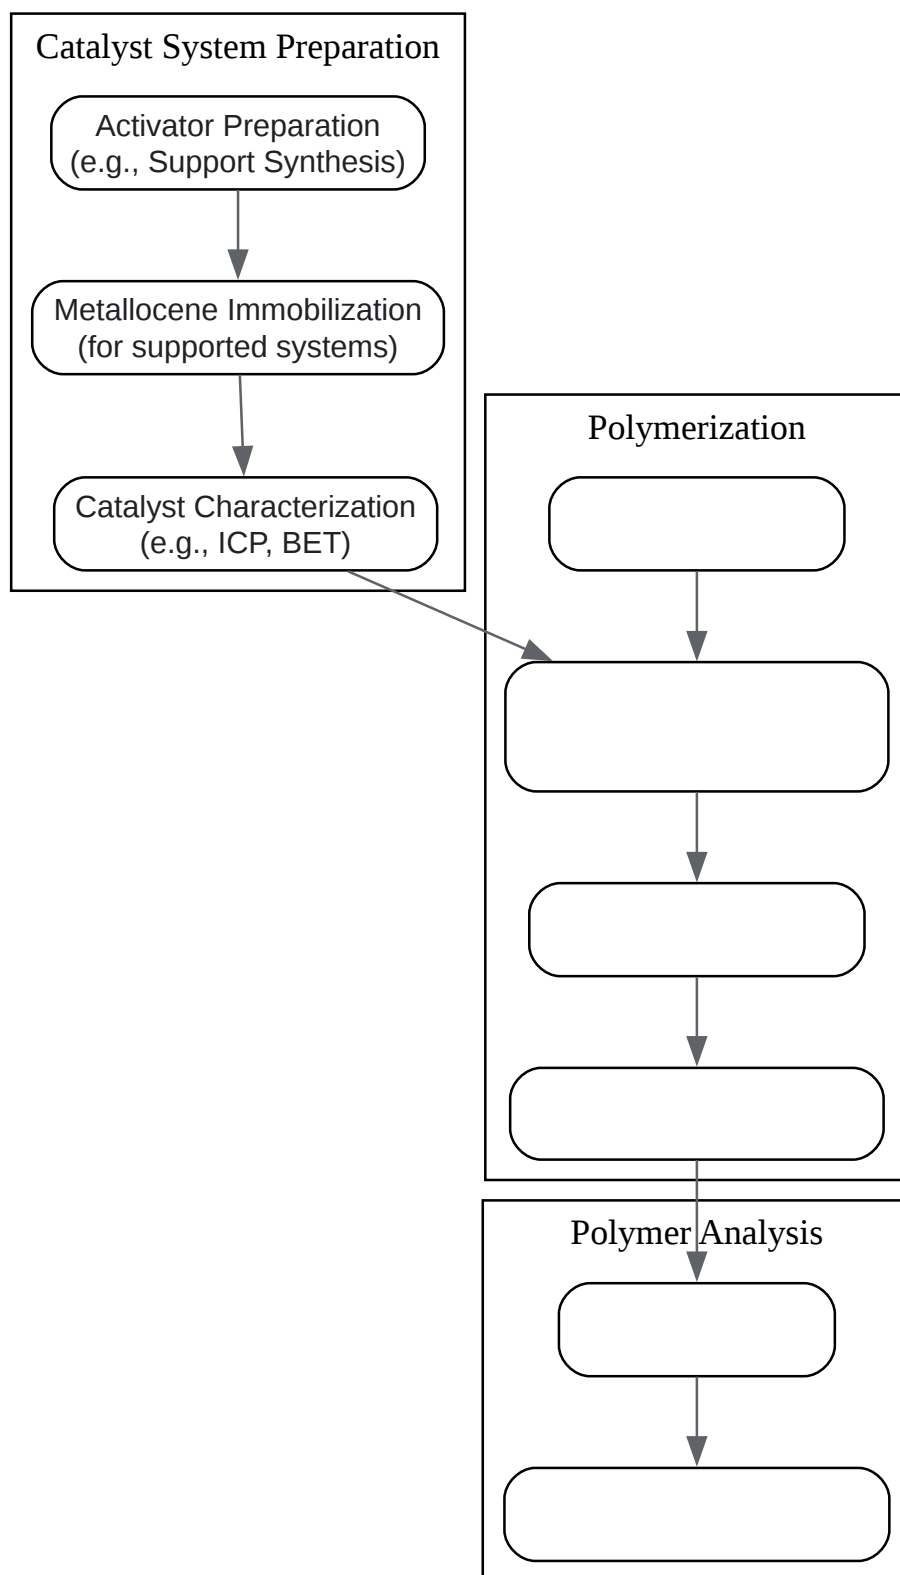 Catalyst System Preparation
Activator Preparation
(e.g., Support Synthesis)
Metallocene Immobilization
(for supported systems)
Catalyst Characterization
(e.g., ICP, BET)
Polymerization
Polymer Analysis